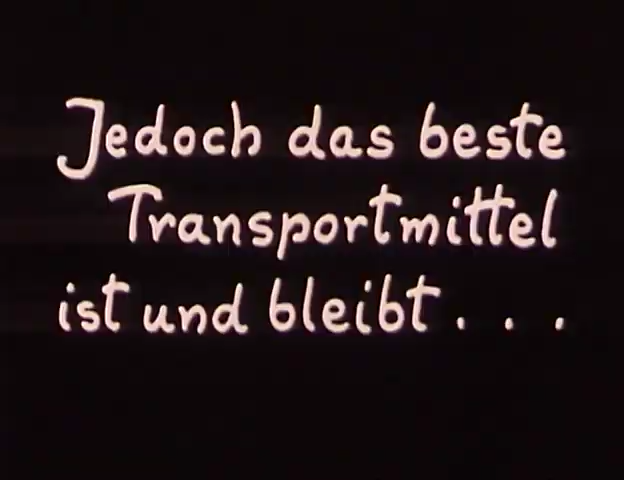 Jedoch das beste
Transportmittel
ist und bleibt . . .